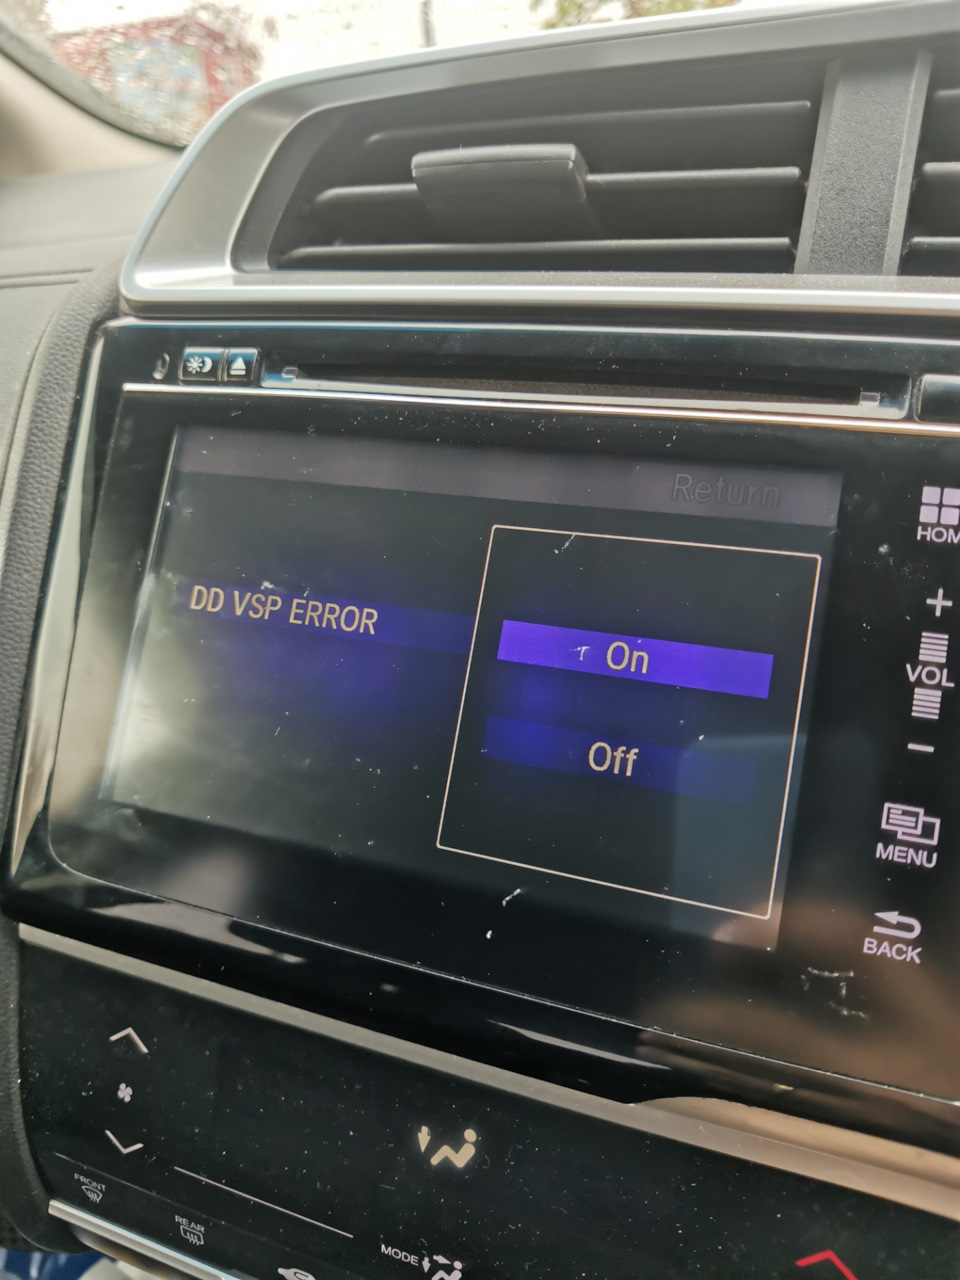 Return
DD VSP ERROR
On
Off
HOM
VOL
MENU
BACK
FRONT
REAR
MODE